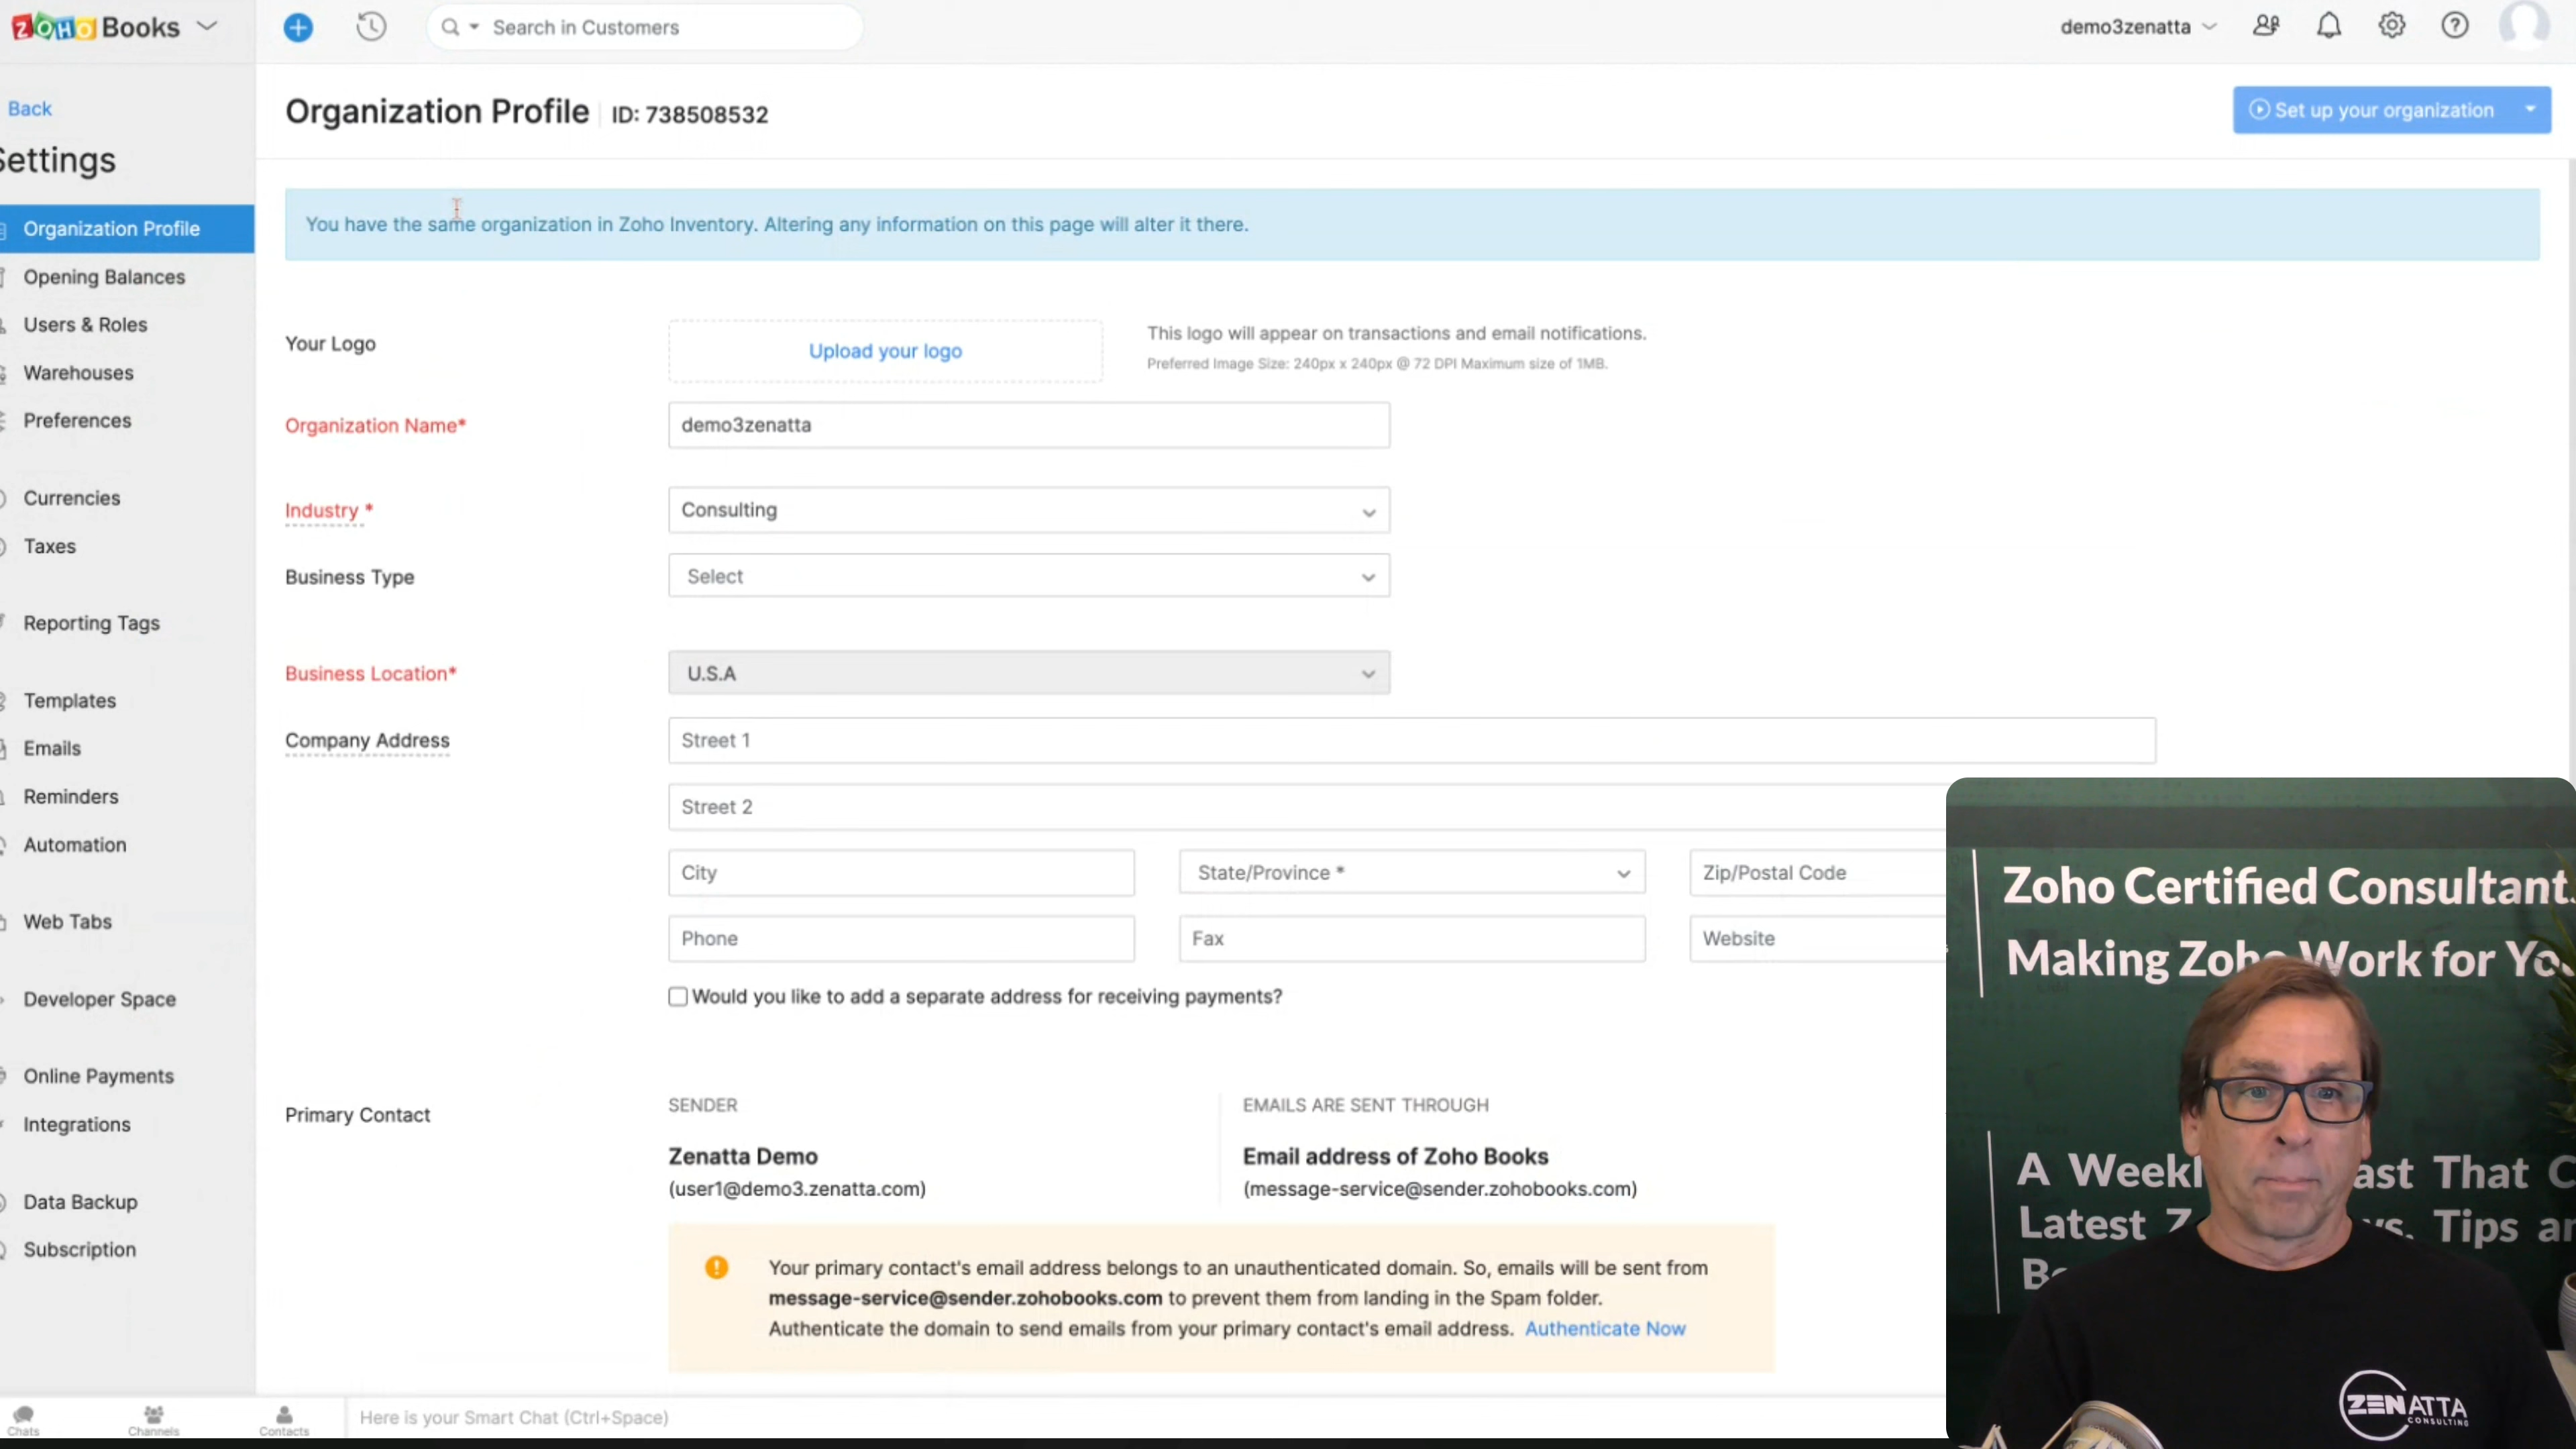 ZOHO Books
Search in Customers
demo3zenatta
Back
Settings
Organization Profile
Opening Balances
Users & Roles
Warehouses
Preferences
Currencies
Taxes
Reporting Tags
Templates
Emails
Reminders
Automation
Web Tabs
Developer Space
Online Payments
Integrations
Data Backup
Subscription
Organization Profile ID: 738508532
Set up your organization
You have the same organization in Zoho Inventory. Altering any information on this page will alter it there.
Your Logo
Upload your logo
This logo will appear on transactions and email notifications.
Preferred Image Size: 240px x 240px @ 72 DPI Maximum size of 1MB.
Organization Name*
demo3zenatta
Industry *
Consulting
Business Type
Select
Business Location*
U.S.A
Company Address
Street 1
Street 2
City
State/Province *
Zip/Postal Code
Phone
Fax
Website
Would you like to add a separate address for receiving payments?
Primary Contact
SENDER
Zenatta Demo
(user1@demo3.zenatta.com)
EMAILS ARE SENT THROUGH
Email address of Zoho Books
(message-service@sender.zohobooks.com)
Your primary contact's email address belongs to an unauthenticated domain. So, emails will be sent from
message-service@sender.zohobooks.com to prevent them from landing in the Spam folder.
Authenticate the domain to send emails from your primary contact's email address. Authenticate Now
Chats
Channels
Contacts
Here is your Smart Chat (Ctrl+Space)
Zoho Certified Consultant
Making Zoho Work for Yo
A Weekl ast That C
Latest Z s, Tips an
ZENATTA
CONSULTING